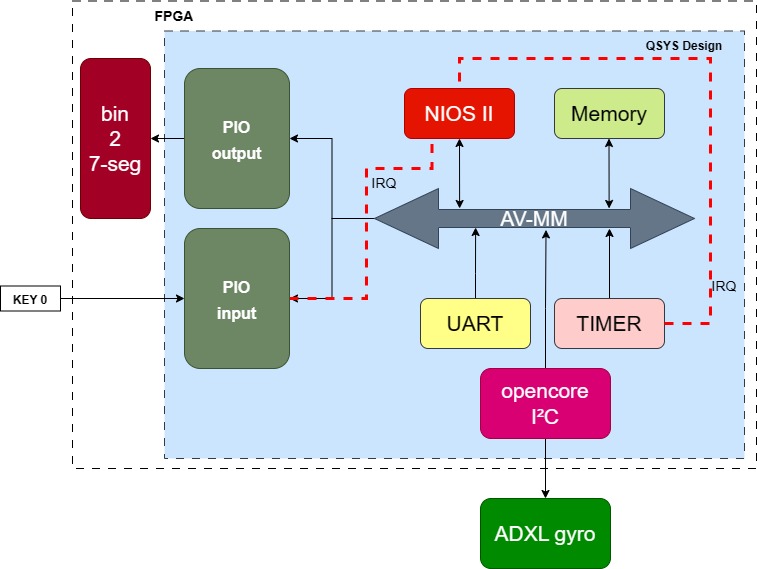 FPGA
QSYS Design
bin
2
7-seg
PIO
output
NIOS II
Memory
IRQ
AV-MM
PIO
input
KEY 0
IRQ
UART
TIMER
opencore
I²C
ADXL gyro